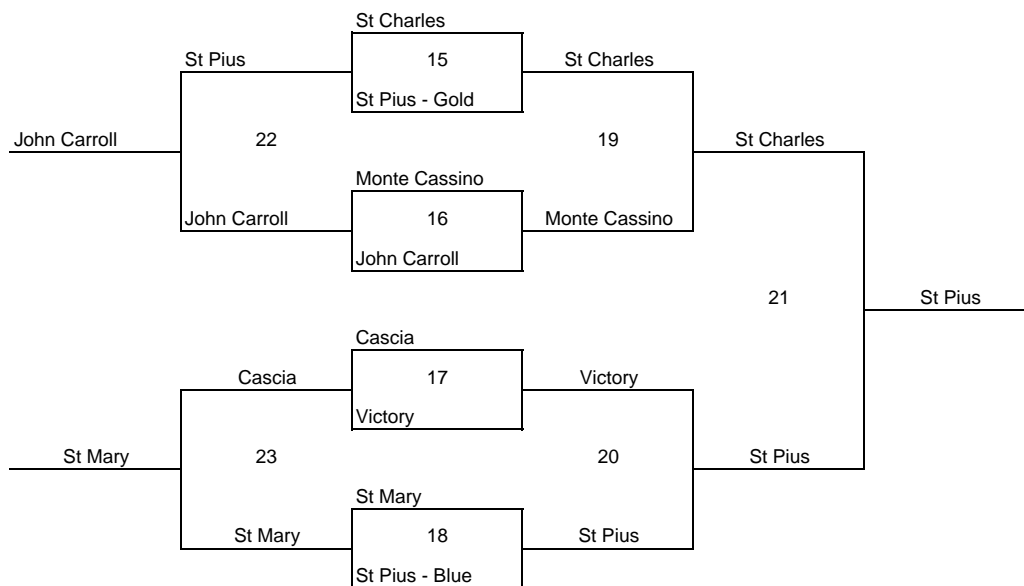 St Charles
St Pius 15 St Charles
St Pius - Gold
John Carroll 22 19 St Charles
Monte Cassino
John Carroll 16 Monte Cassino
John Carroll
21 St Pius
Cascia
Cascia 17 Victory
Victory
St Mary 23 20 St Pius
St Mary
St Mary 18 St Pius
St Pius - Blue